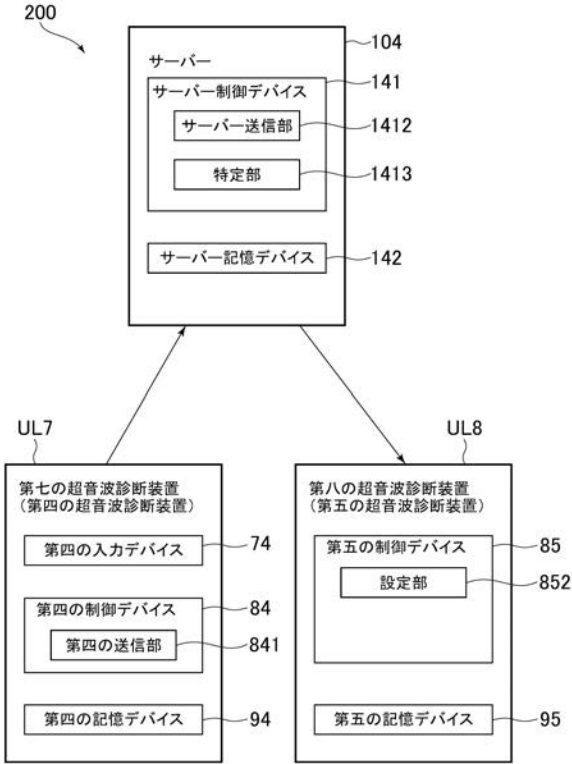 200
104
サーバー
サーバー制御デバイス
141
サーバー送信部
1412
特定部
1413
サーバー記憶デバイス
142
UL7
第七の超音波診断装置
(第四の超音波診断装置)
第四の入力デバイス
74
第四の制御デバイス
84
第四の送信部
841
第四の記憶デバイス
94
UL8
第八の超音波診断装置
(第五の超音波診断装置)
第五の制御デバイス
85
設定部
852
第五の記憶デバイス
95